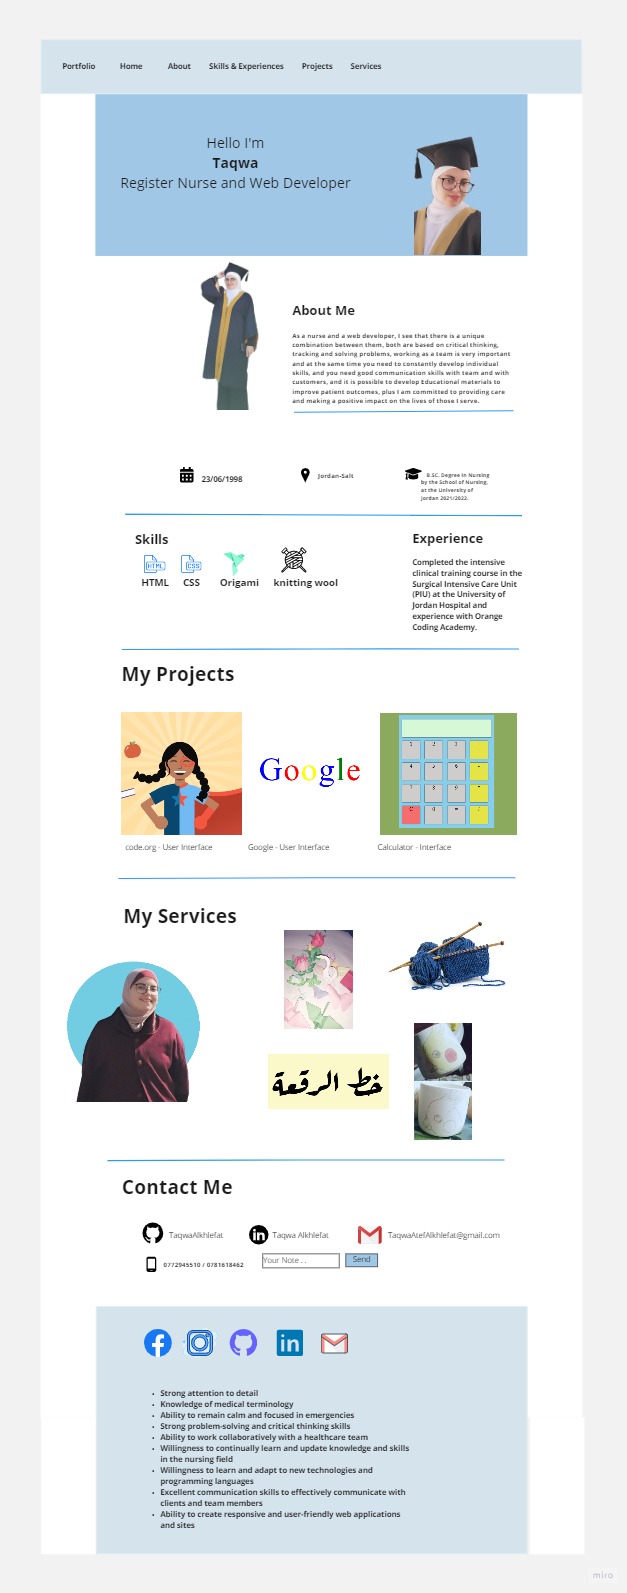 Portfolio Home About Skills & Experiences Projects Services
Hello I'm
Taqwa
Register Nurse and Web Developer
About Me
As a nurse and a web developer, I see that there is a unique
combination between them, both are based on critical thinking,
tracking and solving problems, working as a team is very important
and at the same time you need to constantly develop individual
skills, and you need good communication skills with team and with
customers, and it is possible to develop Educational materials to
improve patient outcomes, plus I am committed to providing care
and making a positive impact on the lives of those I serve.
23/06/1998
Jordan-Salt
B.SC. Degree in Nursing
by the School of Nursing,
at the University of
Jordan 2021/2022.
Skills
HTML
CSS
HTML CSS Origami knitting wool
Experience
Completed the intensive
clinical training course in the
Surgical Intensive Care Unit
(PIU) at the University of
Jordan Hospital and
experience with Orange
Coding Academy.
My Projects
Google
1 2 3
4 5 6
7 8 9
code.org - User Interface
Google - User Interface
Calculator - Interface
My Services
خط الرقعة
Contact Me
TaqwaAlkhlefat
Taqwa Alkhlefat
TaqwaAtefAlkhlefat@gmail.com
0772945510 / 0781618462
Your Note . .
Send
Strong attention to detail
Knowledge of medical terminology
Ability to remain calm and focused in emergencies
Strong problem-solving and critical thinking skills
Ability to work collaboratively with a healthcare team
Willingness to continually learn and update knowledge and skills
in the nursing field
Willingness to learn and adapt to new technologies and
programming languages
Excellent communication skills to effectively communicate with
clients and team members
Ability to create responsive and user-friendly web applications
and sites
miro